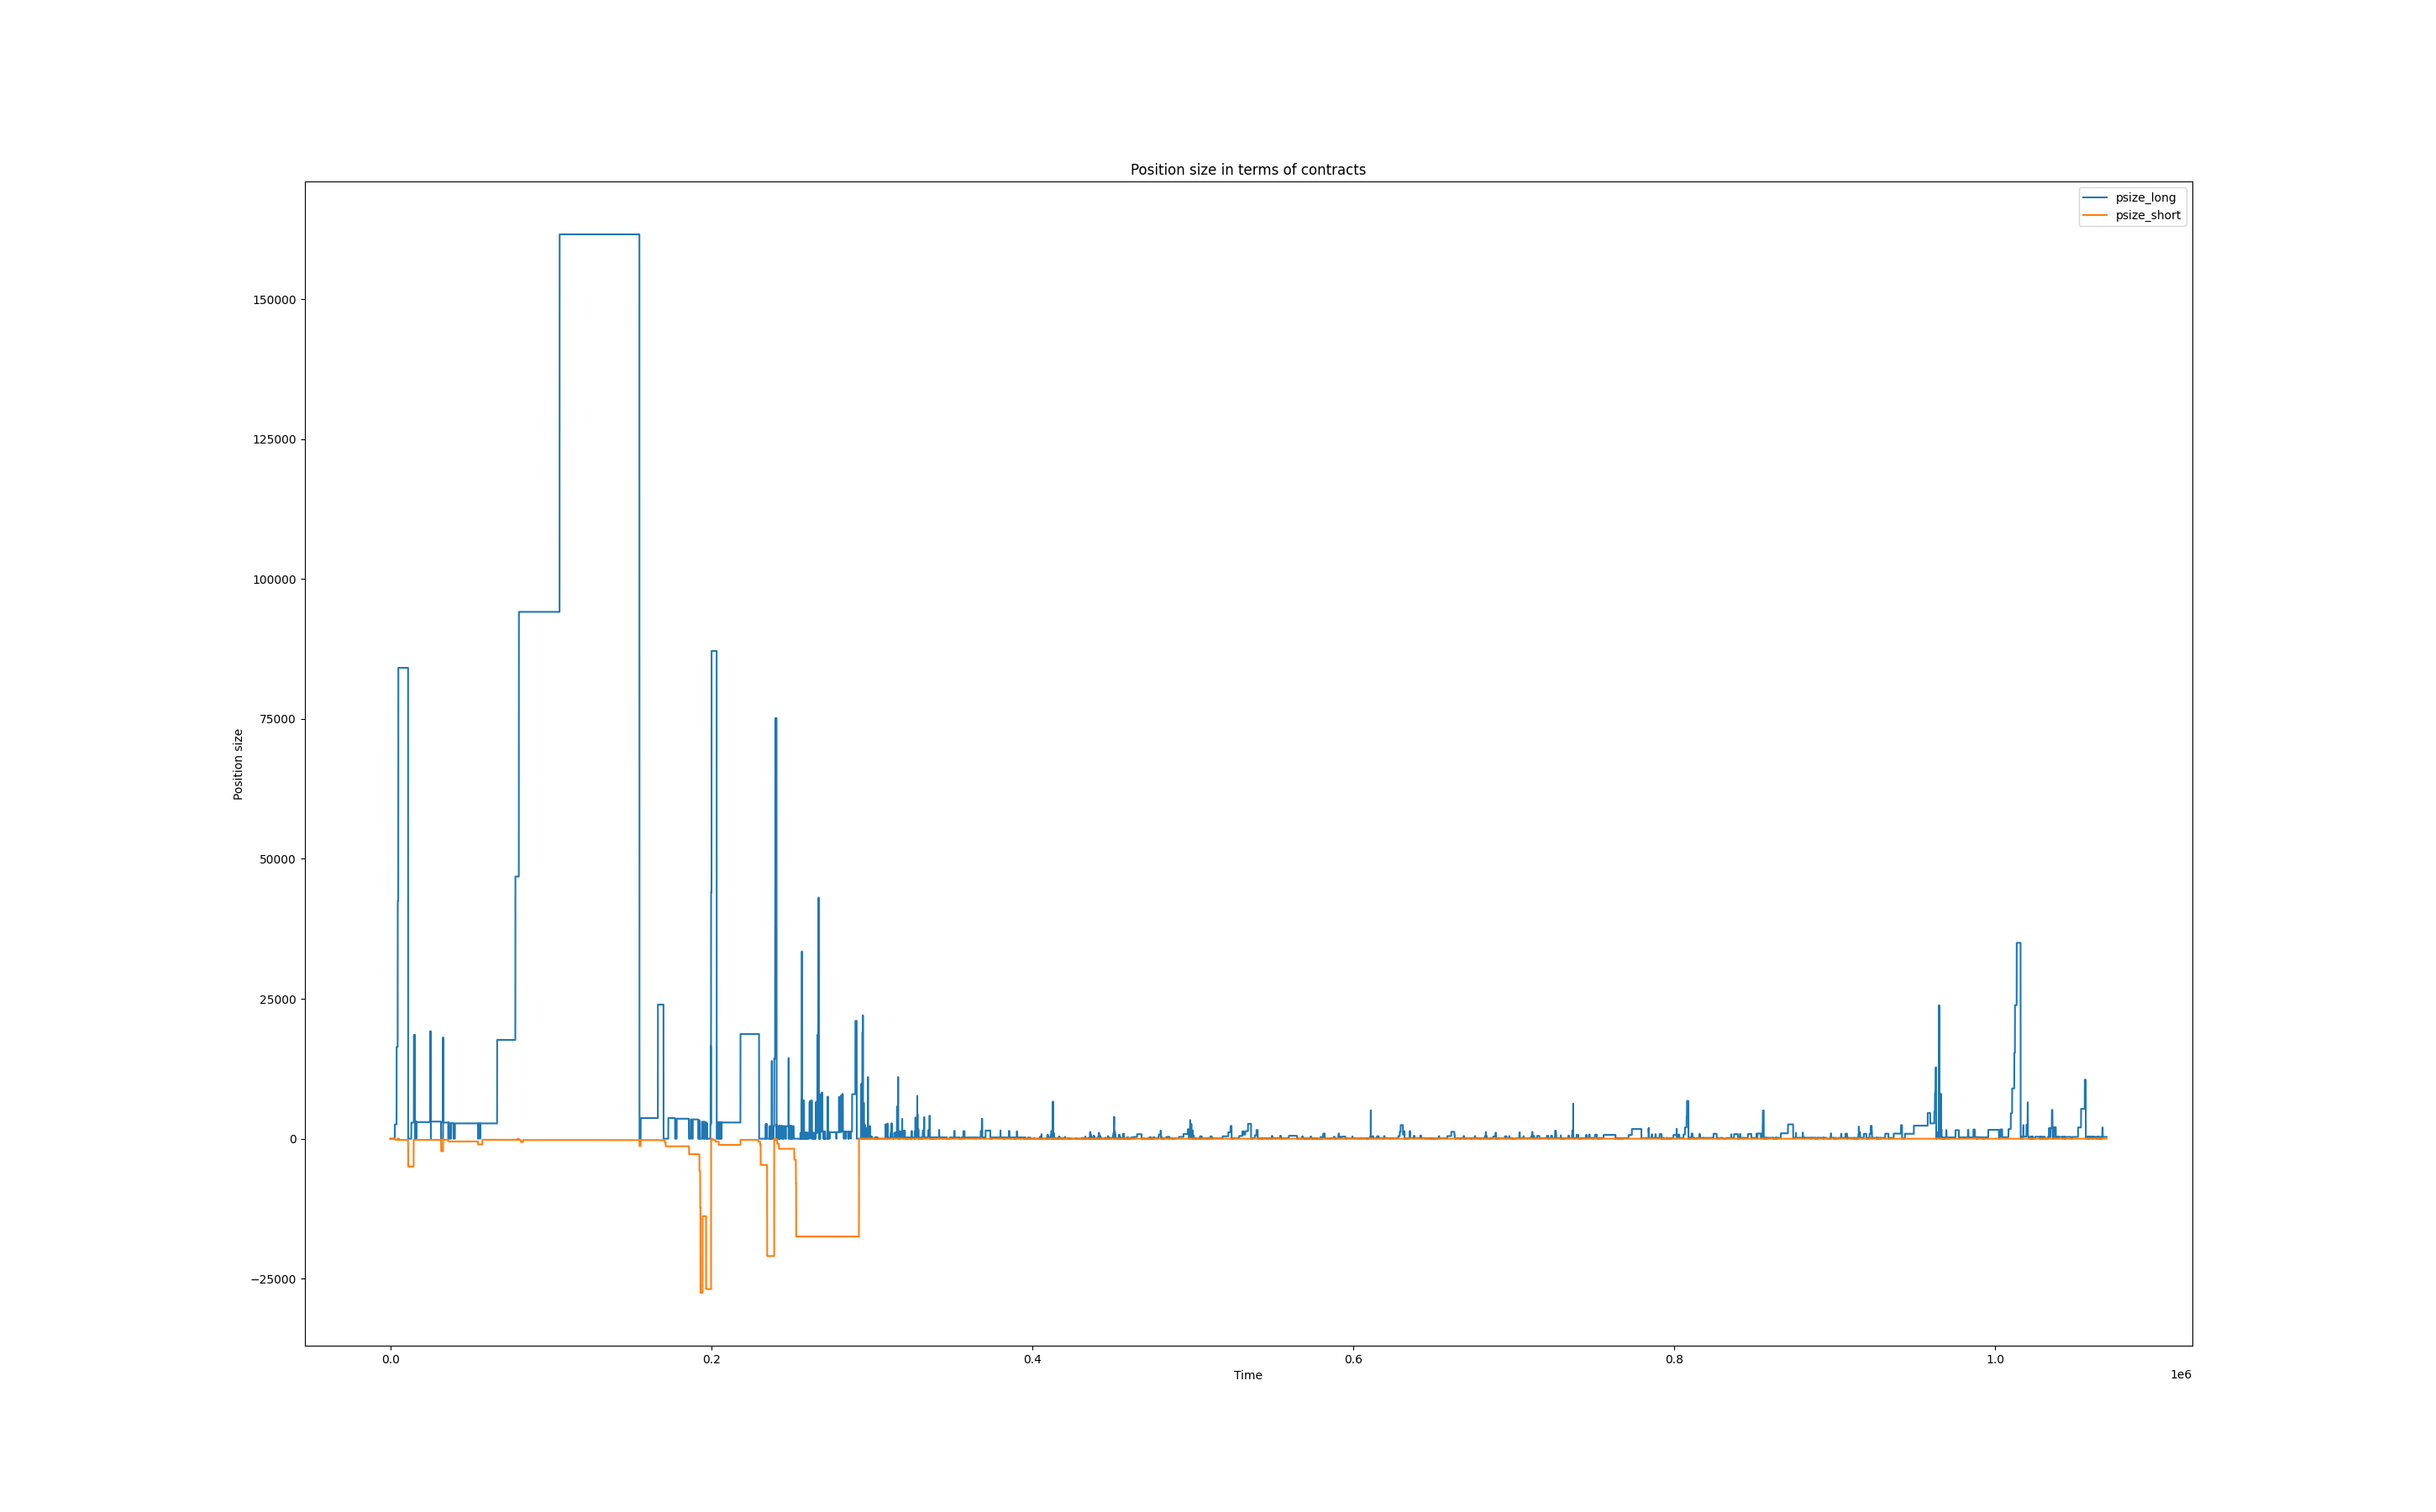 Position size in terms of contracts
psize_long
psize_short
150000
125000
100000
75000
50000
25000
0
−25000
Position size
0.0 0.2 0.4 0.6 0.8 1.0
Time
1e6